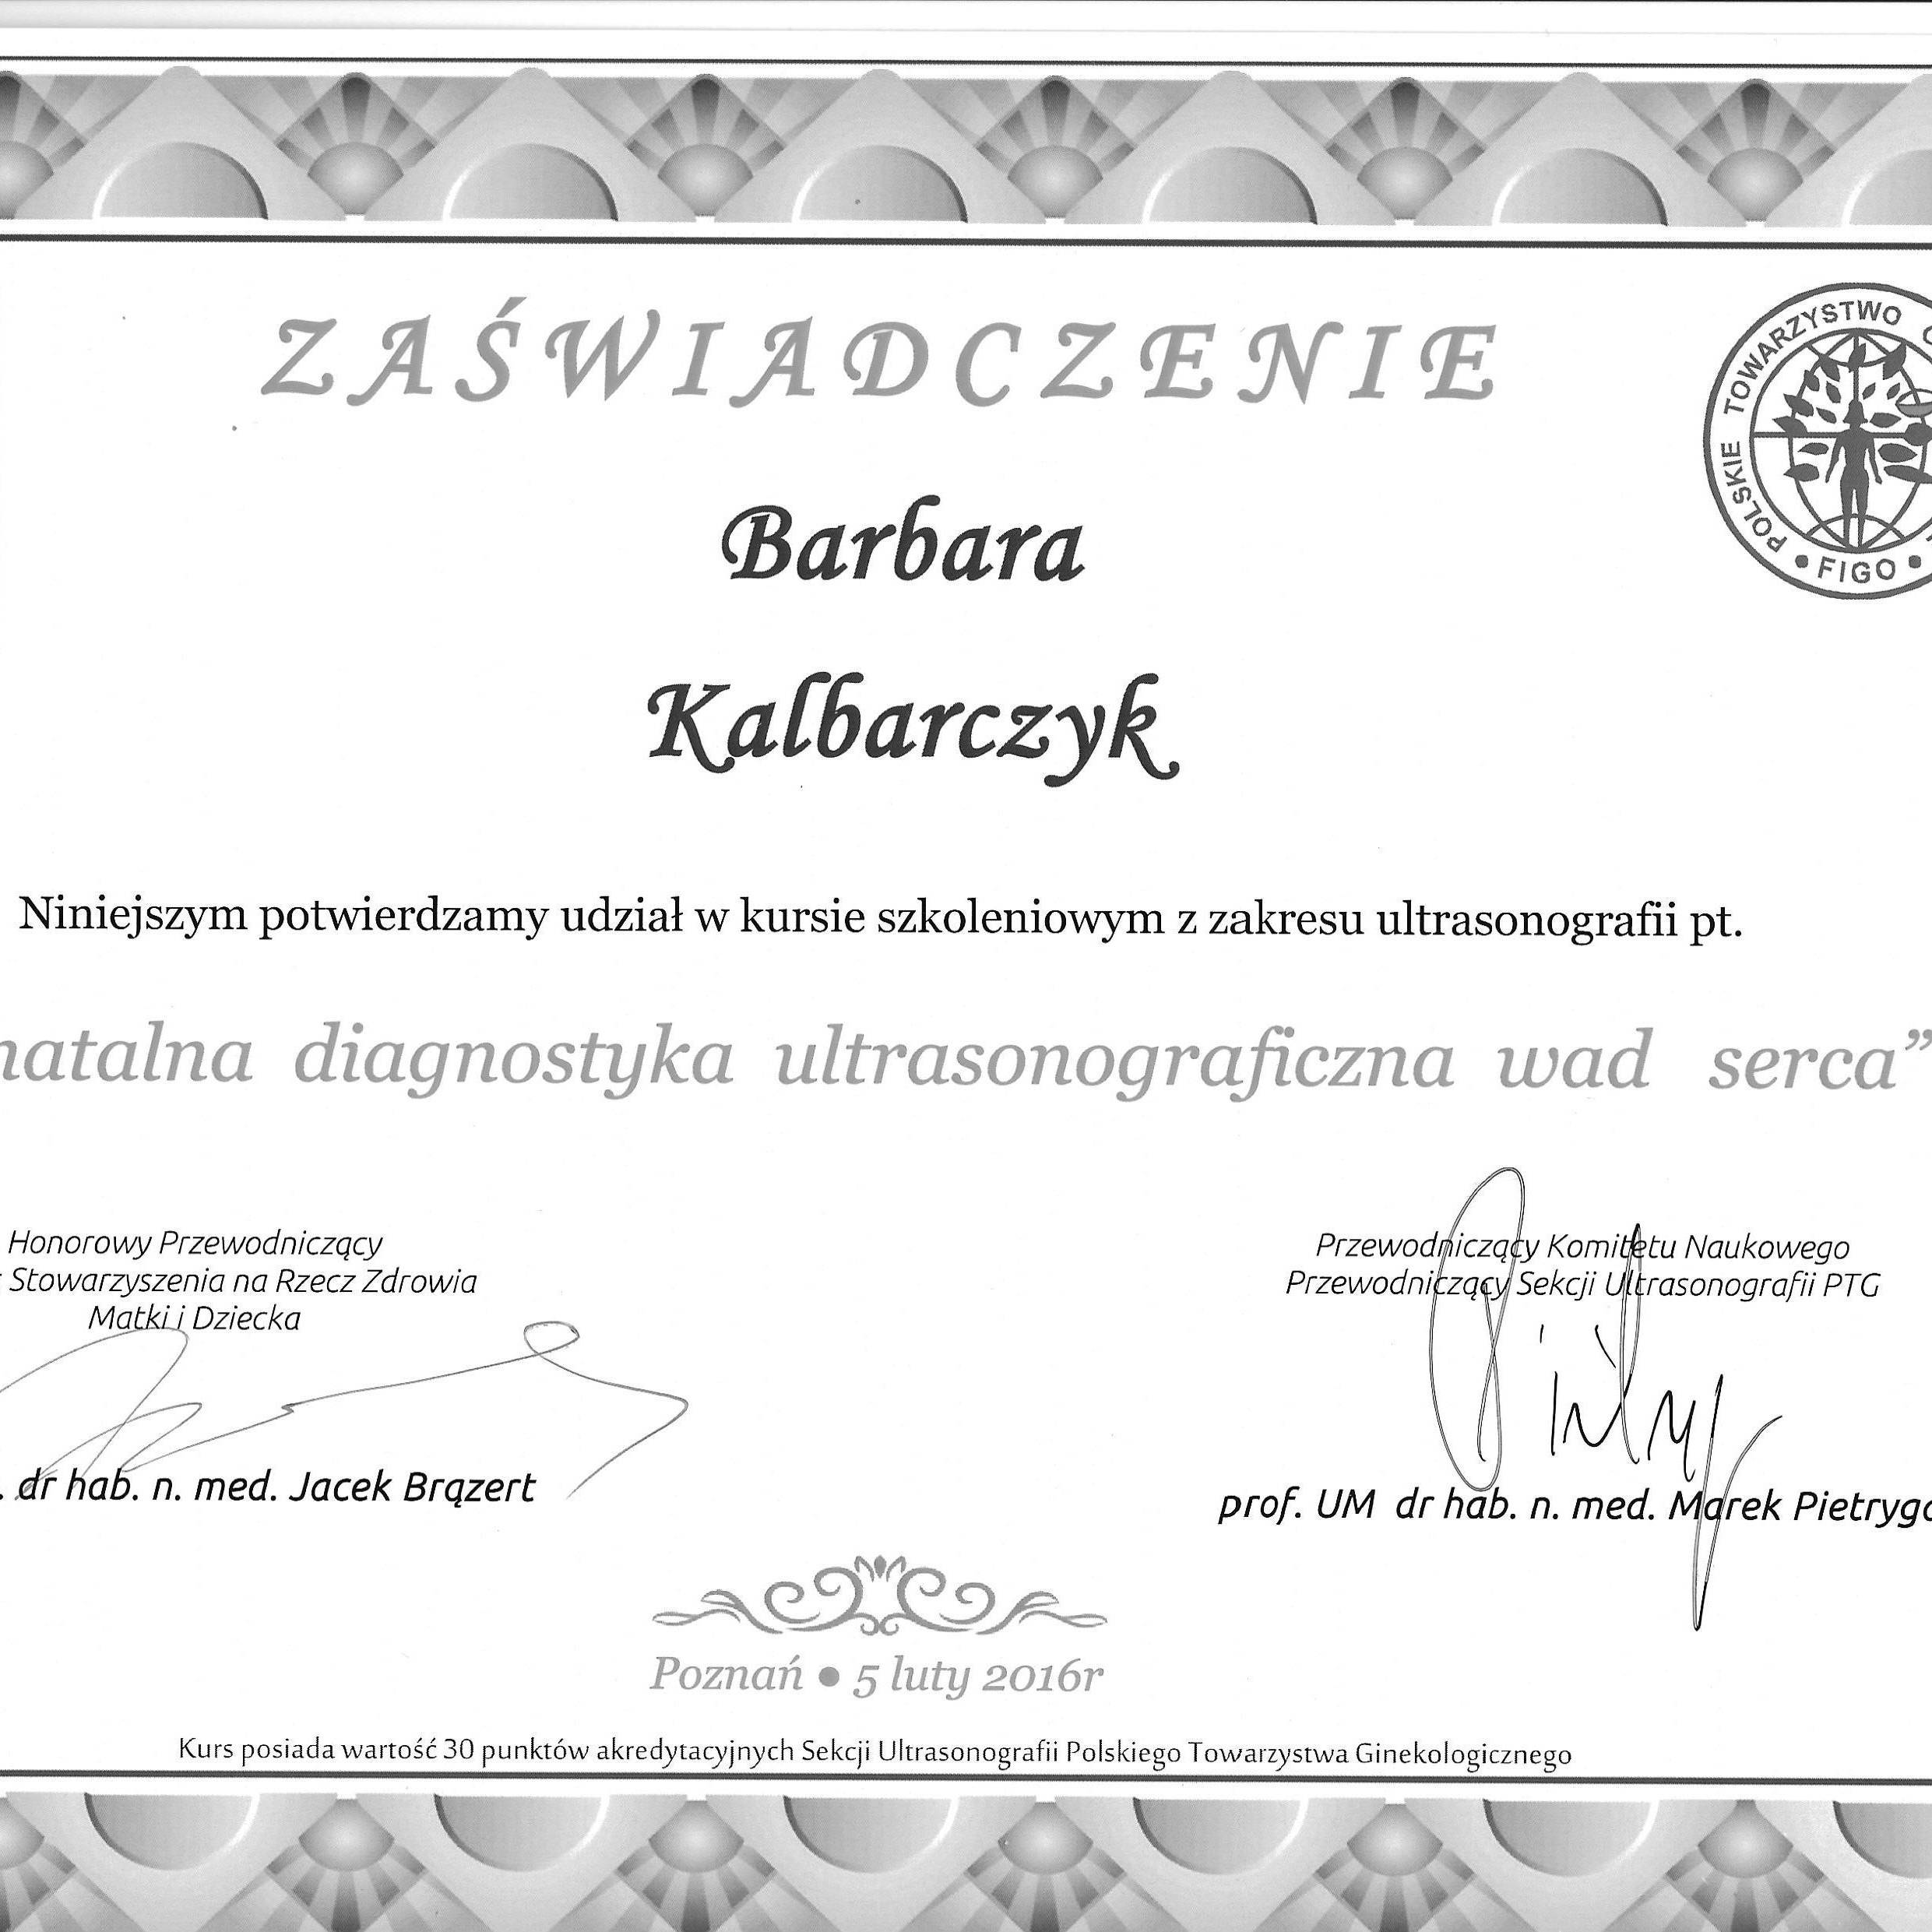 ZAŚWIADCZENIE
POLSKIE TOWARZYSTWO
• FIGO •
Barbara
Kalbarczyk
Niniejszym potwierdzamy udział w kursie szkoleniowym z zakresu ultrasonografii pt.
natalna diagnostyka ultrasonograficzna wad serca”
Honorowy Przewodniczący
Stowarzyszenia na Rzecz Zdrowia
Matki i Dziecka
. dr hab. n. med. Jacek Brązert
Przewodniczący Komitetu Naukowego
Przewodniczący Sekcji Ultrasonografii PTG
prof. UM dr hab. n. med. Marek Pietryga
Poznań • 5 luty 2016r
Kurs posiada wartość 30 punktów akredytacyjnych Sekcji Ultrasonografii Polskiego Towarzystwa Ginekologicznego